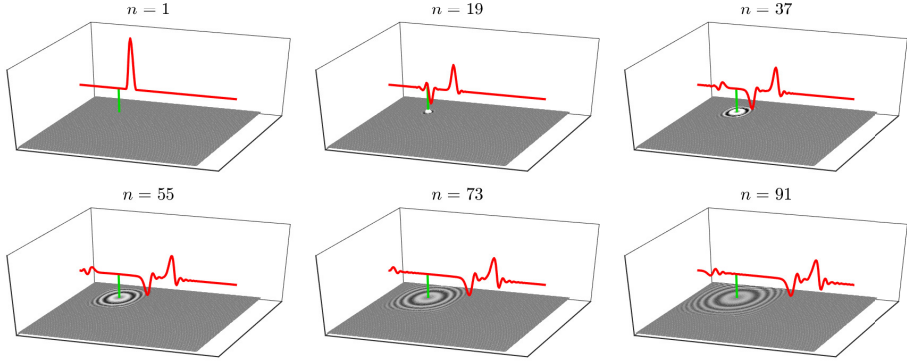 n = 1
n = 19
n = 37
n = 55
n = 73
n = 91